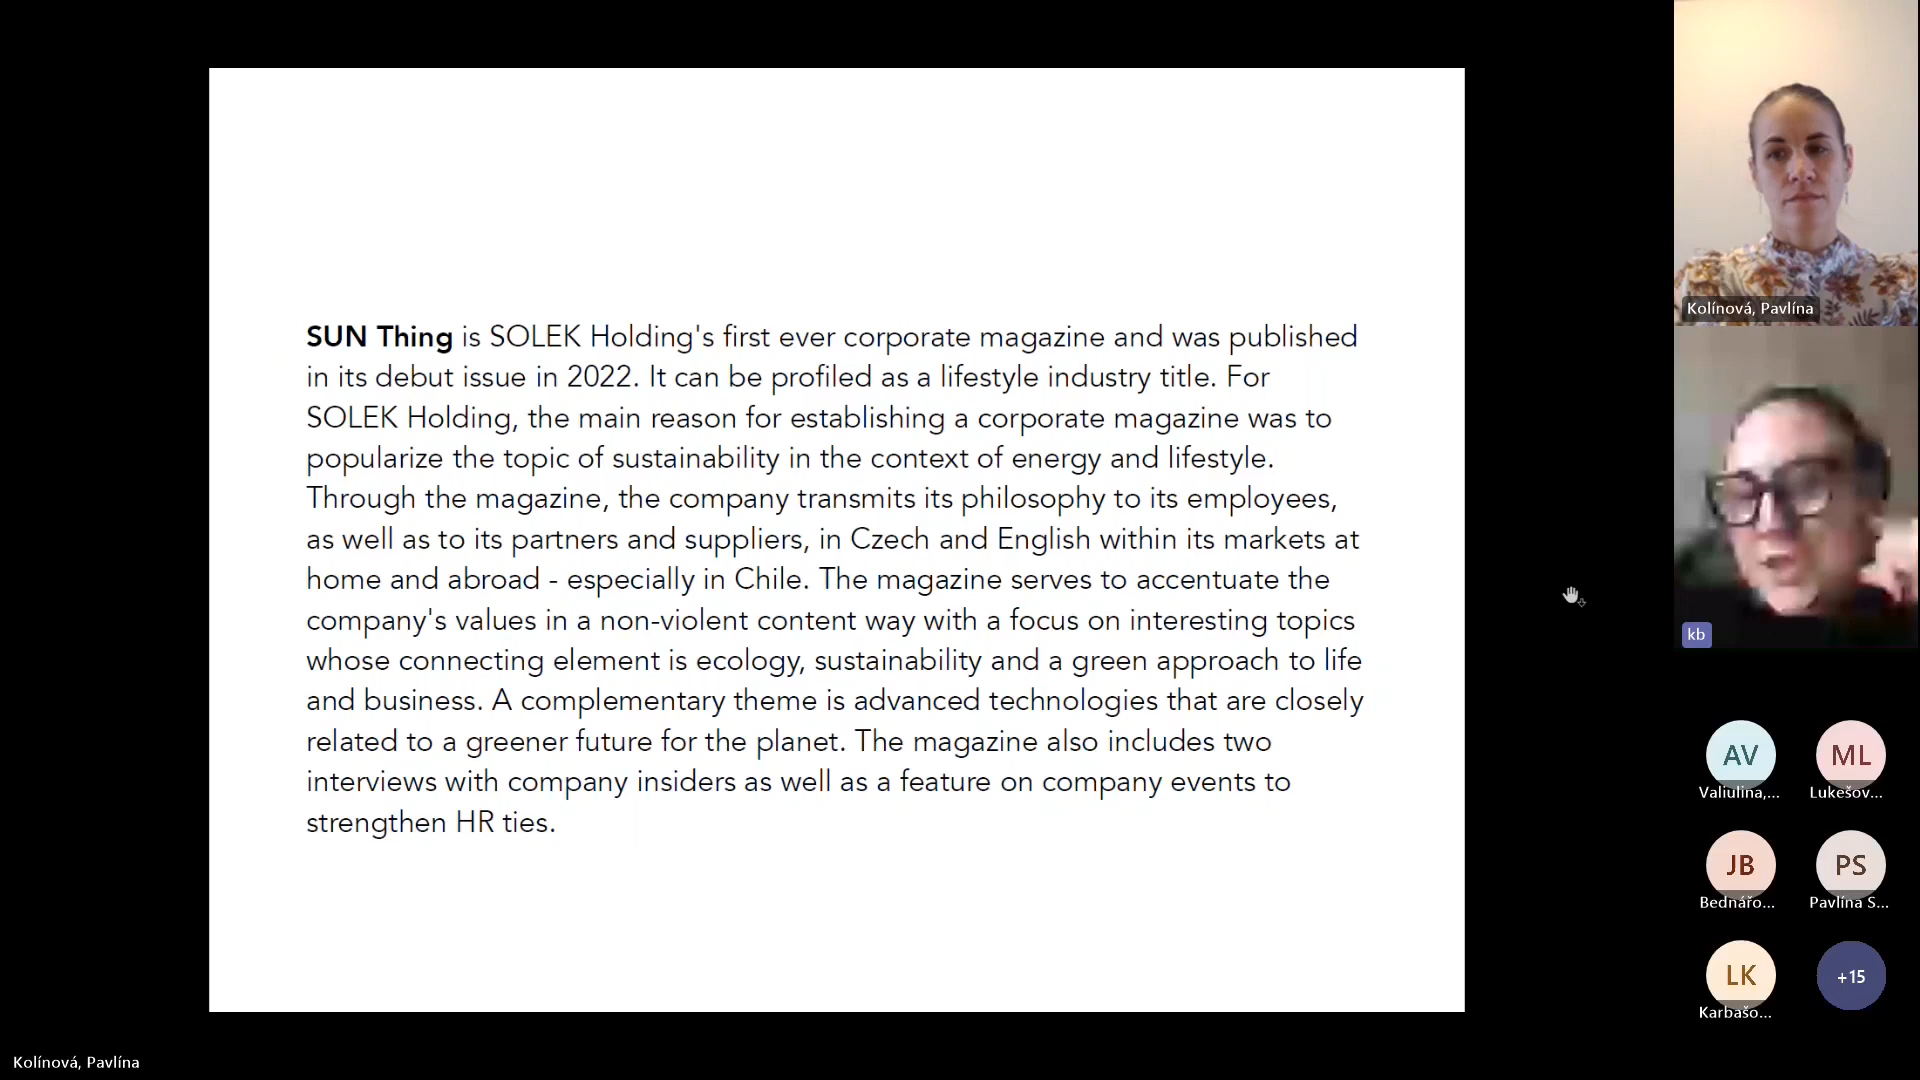 SUN Thing is SOLEK Holding's first ever corporate magazine and was published
in its debut issue in 2022. It can be profiled as a lifestyle industry title. For
SOLEK Holding, the main reason for establishing a corporate magazine was to
popularize the topic of sustainability in the context of energy and lifestyle.
Through the magazine, the company transmits its philosophy to its employees,
as well as to its partners and suppliers, in Czech and English within its markets at
home and abroad - especially in Chile. The magazine serves to accentuate the
company's values in a non-violent content way with a focus on interesting topics
whose connecting element is ecology, sustainability and a green approach to life
and business. A complementary theme is advanced technologies that are closely
related to a greener future for the planet. The magazine also includes two
interviews with company insiders as well as a feature on company events to
strengthen HR ties.
Kolínová, Pavlína
kb
AV
ML
Valiulina,...
Lukešov...
JB
PS
Bednářo...
Pavlína S...
LK
+15
Karbašo...
Kolínová, Pavlína